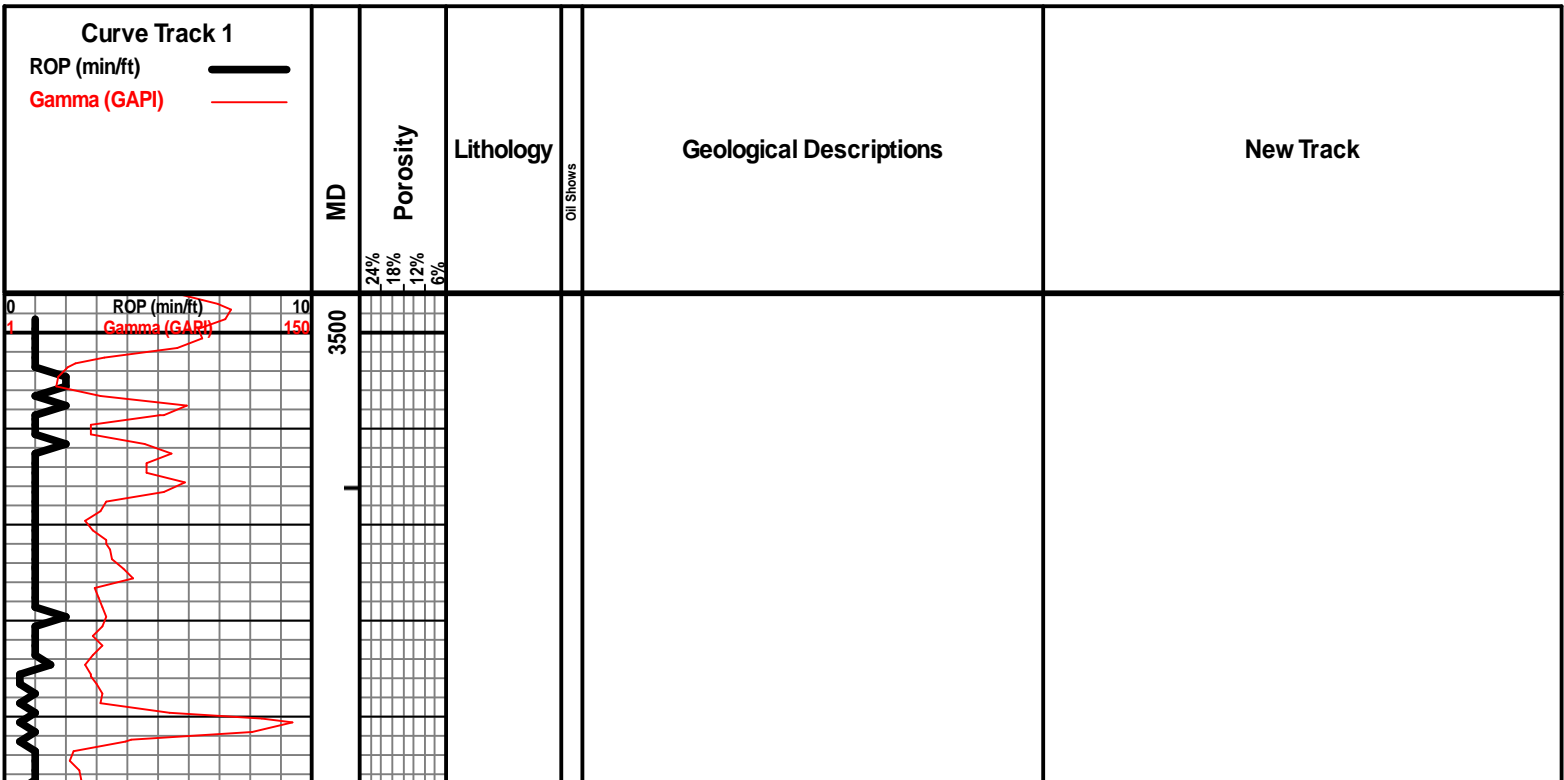 Curve Track 1
ROP (min/ft)
Gamma (GAPI)
MD
Porosity
24%
18%
12%
6%
Lithology
Oil Shows
Geological Descriptions
New Track
0 ROP (min/ft) 10
1 Gamma (GAPI) 150
3500